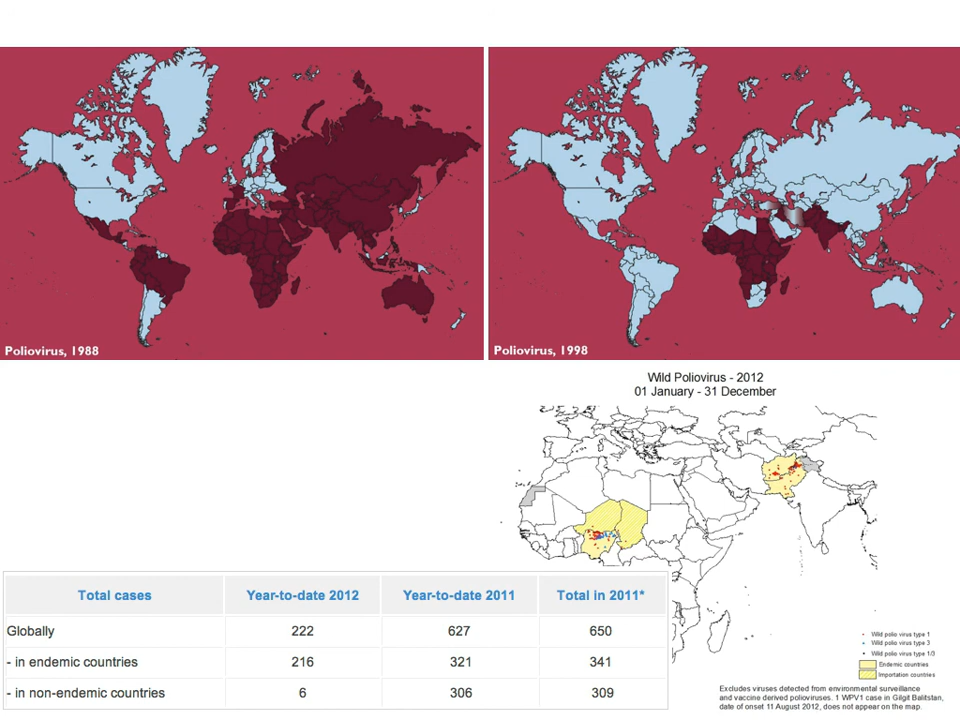 Poliovirus, 1988
Poliovirus, 1998
Wild Poliovirus - 2012
01 January - 31 December
Total cases Year-to-date 2012 Year-to-date 2011 Total in 2011*
Globally 222 627 650
- in endemic countries 216 321 341
- in non-endemic countries 6 306 309
Wild polio virus type 1
Wild polio virus type 3
Wild polio virus type 1/3
Endemic countries
Importation countries
Excludes viruses detected from environmental surveillance
and vaccine derived polioviruses. 1 WPV1 case in Gilgit Balitstan,
date of onset 11 August 2012, does not appear on the map.